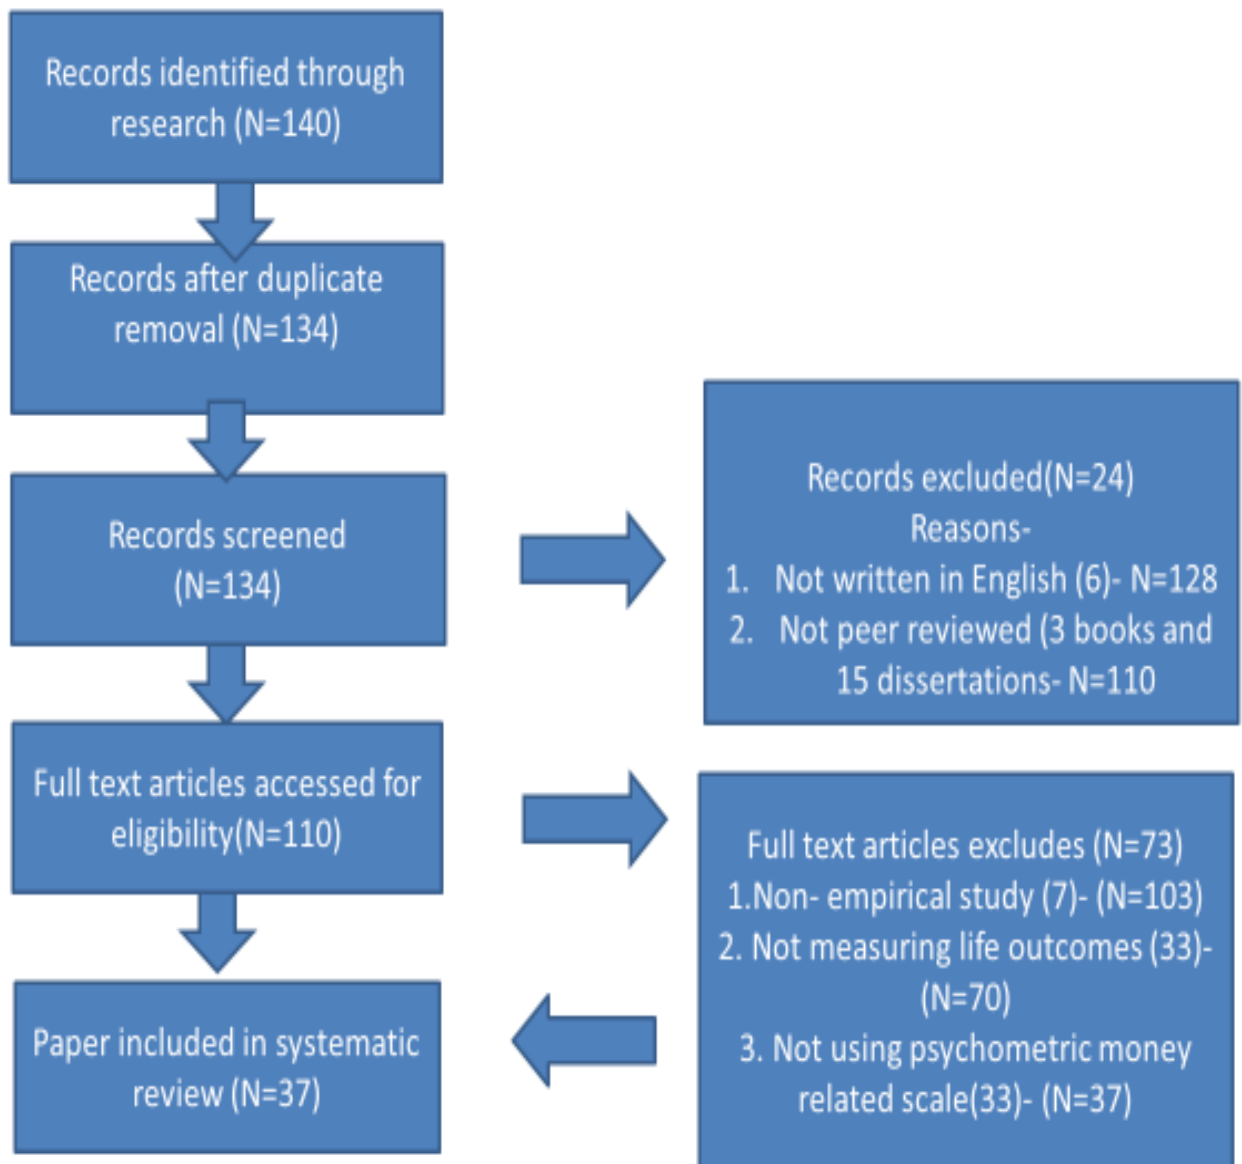 Records identified through
research (N=140)
Records after duplicate
removal (N=134)
Records screened
(N=134)
Records excluded(N=24)
Reasons-
1. Not written in English (6)- N=128
2. Not peer reviewed (3 books and
15 dissertations- N=110
Full text articles accessed for
eligibility(N=110)
Full text articles excludes (N=73)
1.Non- empirical study (7)- (N=103)
2. Not measuring life outcomes (33)-
(N=70)
3. Not using psychometric money
related scale(33)- (N=37)
Paper included in systematic
review (N=37)